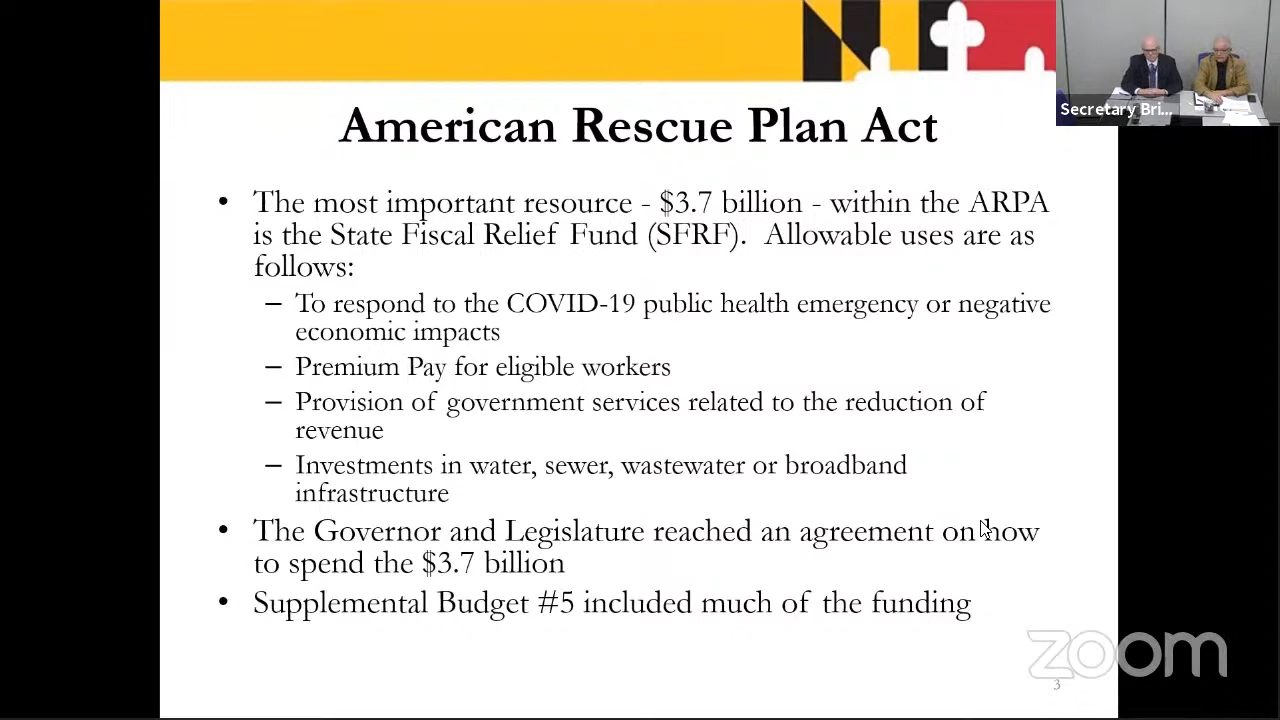 American Rescue Plan Act
Secretary Bri...
• The most important resource - $3.7 billion - within the ARPA
is the State Fiscal Relief Fund (SFRF). Allowable uses are as
follows:
– To respond to the COVID-19 public health emergency or negative
economic impacts
– Premium Pay for eligible workers
– Provision of government services related to the reduction of
revenue
– Investments in water, sewer, wastewater or broadband
infrastructure
• The Governor and Legislature reached an agreement on how
to spend the $3.7 billion
• Supplemental Budget #5 included much of the funding
zoom
3